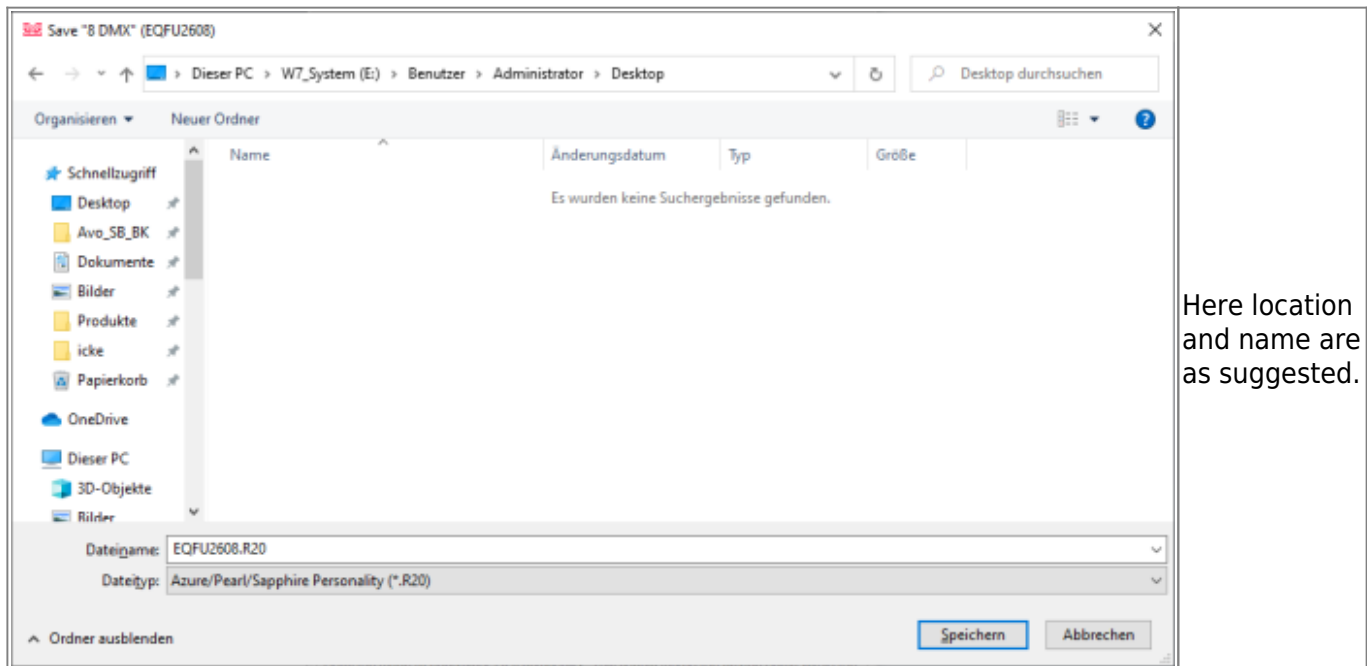 Save "8 DMX" (EQFU2608)
Dieser PC > W7_System (E:) > Benutzer > Administrator > Desktop
Desktop durchsuchen
Organisieren
Neuer Ordner
Name
Änderungsdatum
Typ
Größe
Es wurden keine Suchergebnisse gefunden.
Schnellzugriff
Desktop
Avo_SB_BK
Dokumente
Bilder
Produkte
icke
Papierkorb
OneDrive
Dieser PC
3D-Objekte
Bilder
Dateiname: EQFU2608.R20
Dateityp: Azure/Pearl/Sapphire Personality (*.R20)
Ordner ausblenden
Speichern
Abbrechen
Here location
and name are
as suggested.